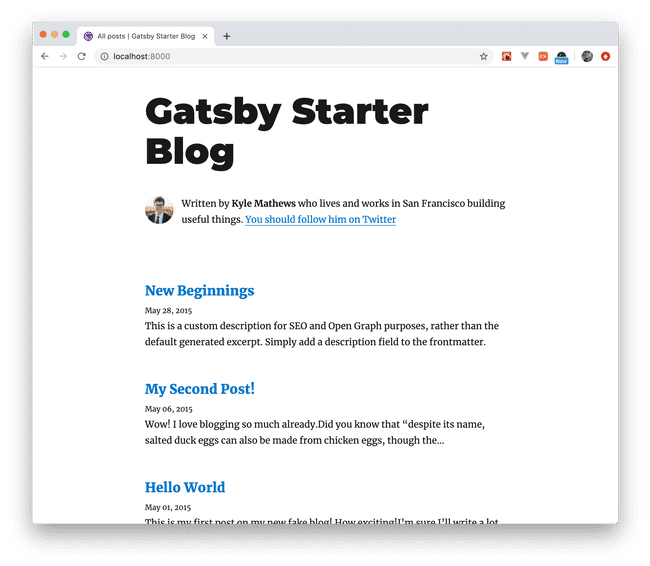 All posts | Gatsby Starter Blog
localhost:8000
New
Gatsby Starter
Blog
Written by Kyle Mathews who lives and works in San Francisco building
useful things. You should follow him on Twitter
New Beginnings
May 28, 2015
This is a custom description for SEO and Open Graph purposes, rather than the
default generated excerpt. Simply add a description field to the frontmatter.
My Second Post!
May 06, 2015
Wow! I love blogging so much already.Did you know that “despite its name,
salted duck eggs can also be made from chicken eggs, though the…
Hello World
May 01, 2015
This is my first post on my new fake blog! How exciting!I’m sure I’ll write a lot